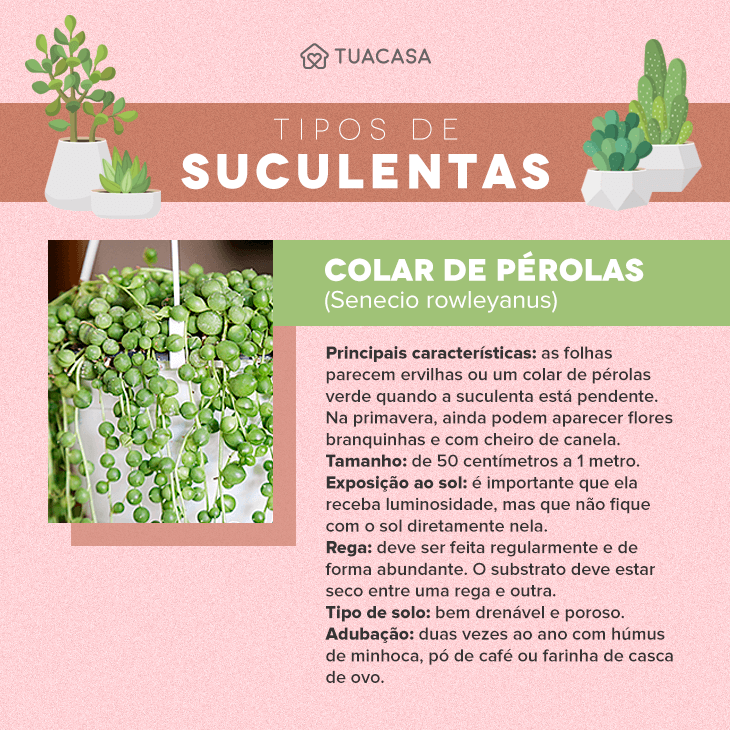 TUACASA
TIPOS DE
SUCULENTAS
COLAR DE PÉROLAS
(Senecio rowleyanus)
Principais características: as folhas
parecem ervilhas ou um colar de pérolas
verde quando a suculenta está pendente.
Na primavera, ainda podem aparecer flores
branquinhas e com cheiro de canela.
Tamanho: de 50 centímetros a 1 metro.
Exposição ao sol: é importante que ela
receba luminosidade, mas que não fique
com o sol diretamente nela.
Rega: deve ser feita regularmente e de
forma abundante. O substrato deve estar
seco entre uma rega e outra.
Tipo de solo: bem drenável e poroso.
Adubação: duas vezes ao ano com húmus
de minhoca, pó de café ou farinha de casca
de ovo.